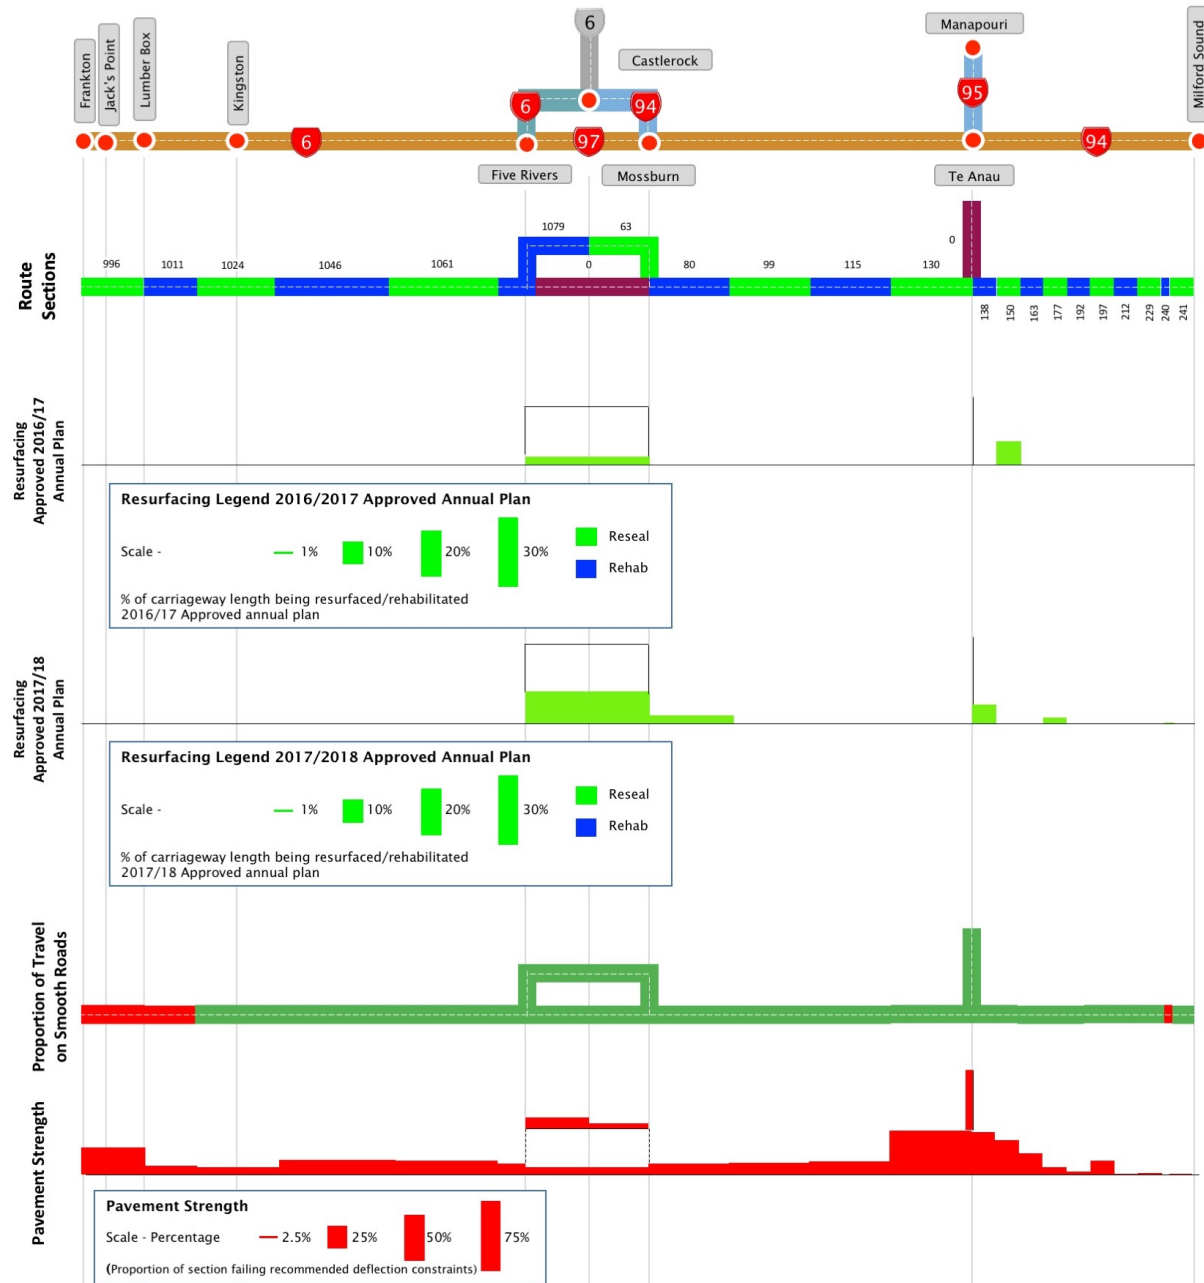 6
Manapouri
Milford Sound
Frankton
Jack's Point
Lumber Box
Kingston
Castlerock
6
94
95
6
97
94
Five Rivers
Mossburn
Te Anau
Route
Sections
1079
63
0
996
1011
1024
1046
1061
0
80
99
115
130
138
150
163
177
192
197
212
229
240
241
Resurfacing
Approved 2016/17
Annual Plan
Resurfacing Legend 2016/2017 Approved Annual Plan
Scale -
1%
10%
20%
30%
Reseal
Rehab
% of carriageway length being resurfaced/rehabilitated
2016/17 Approved annual plan
Resurfacing
Approved 2017/18
Annual Plan
Resurfacing Legend 2017/2018 Approved Annual Plan
Scale -
1%
10%
20%
30%
Reseal
Rehab
% of carriageway length being resurfaced/rehabilitated
2017/18 Approved annual plan
Proportion of Travel
on Smooth Roads
Pavement Strength
Pavement Strength
Scale - Percentage
2.5%
25%
50%
75%
(Proportion of section failing recommended deflection constraints)